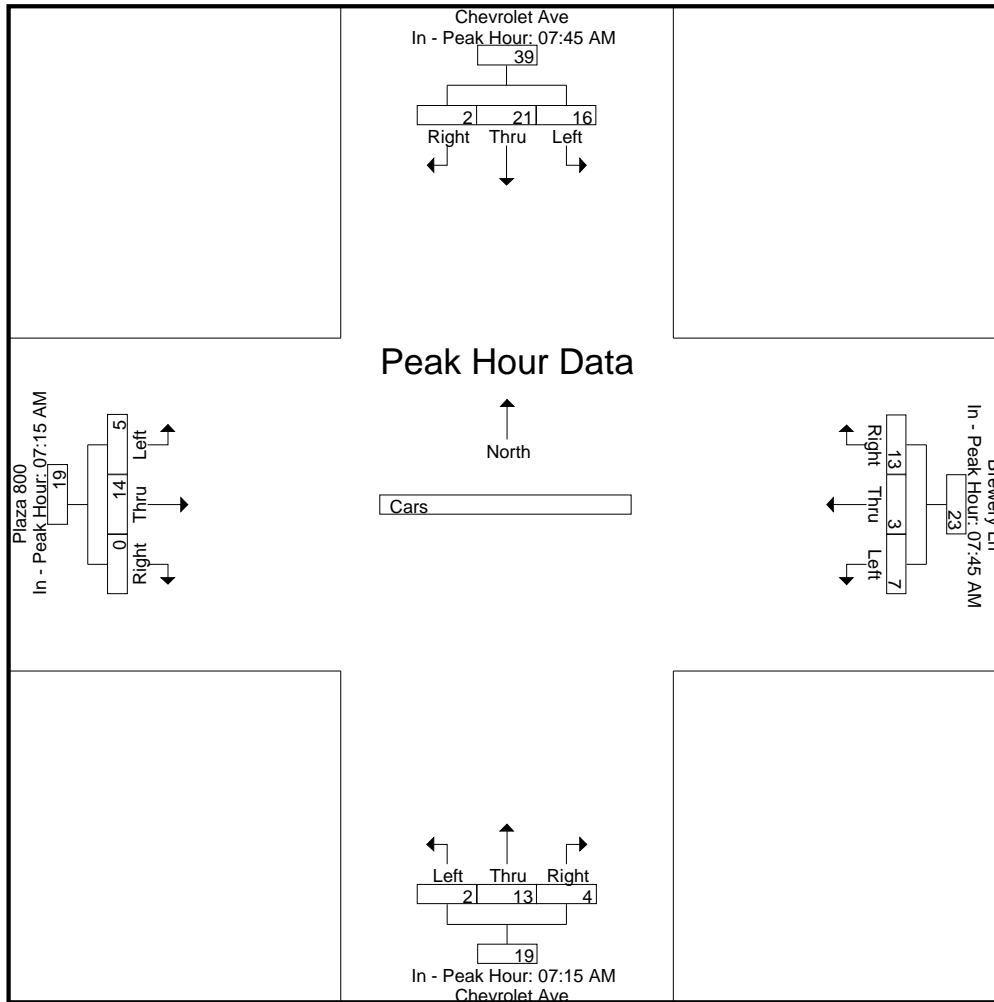 Chevrolet Ave
In - Peak Hour: 07:45 AM
39
2 21 16
Right Thru Left
Peak Hour Data
North
Cars
Plaza 800
In - Peak Hour: 07:15 AM
19
5 14 0
Left Thru Right
Right Thru Left
13 3 7
23
In - Peak Hour: 07:45 AM
Brewery Ln
Left Thru Right
2 13 4
19
In - Peak Hour: 07:15 AM
Chevrolet Ave